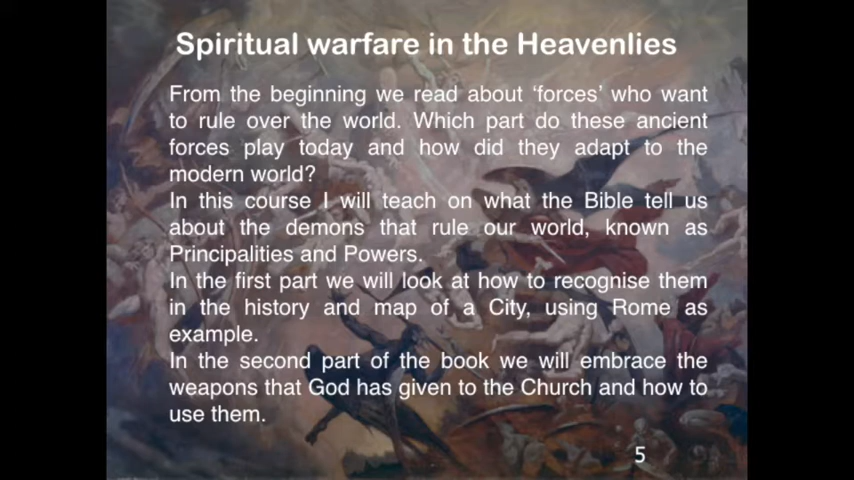 Spiritual warfare in the Heavenlies
From the beginning we read about ‘forces’ who want
to rule over the world. Which part do these ancient
forces play today and how did they adapt to the
modern world?
In this course I will teach on what the Bible tell us
about the demons that rule our world, known as
Principalities and Powers.
In the first part we will look at how to recognise them
in the history and map of a City, using Rome as
example.
In the second part of the book we will embrace the
weapons that God has given to the Church and how to
use them.
5